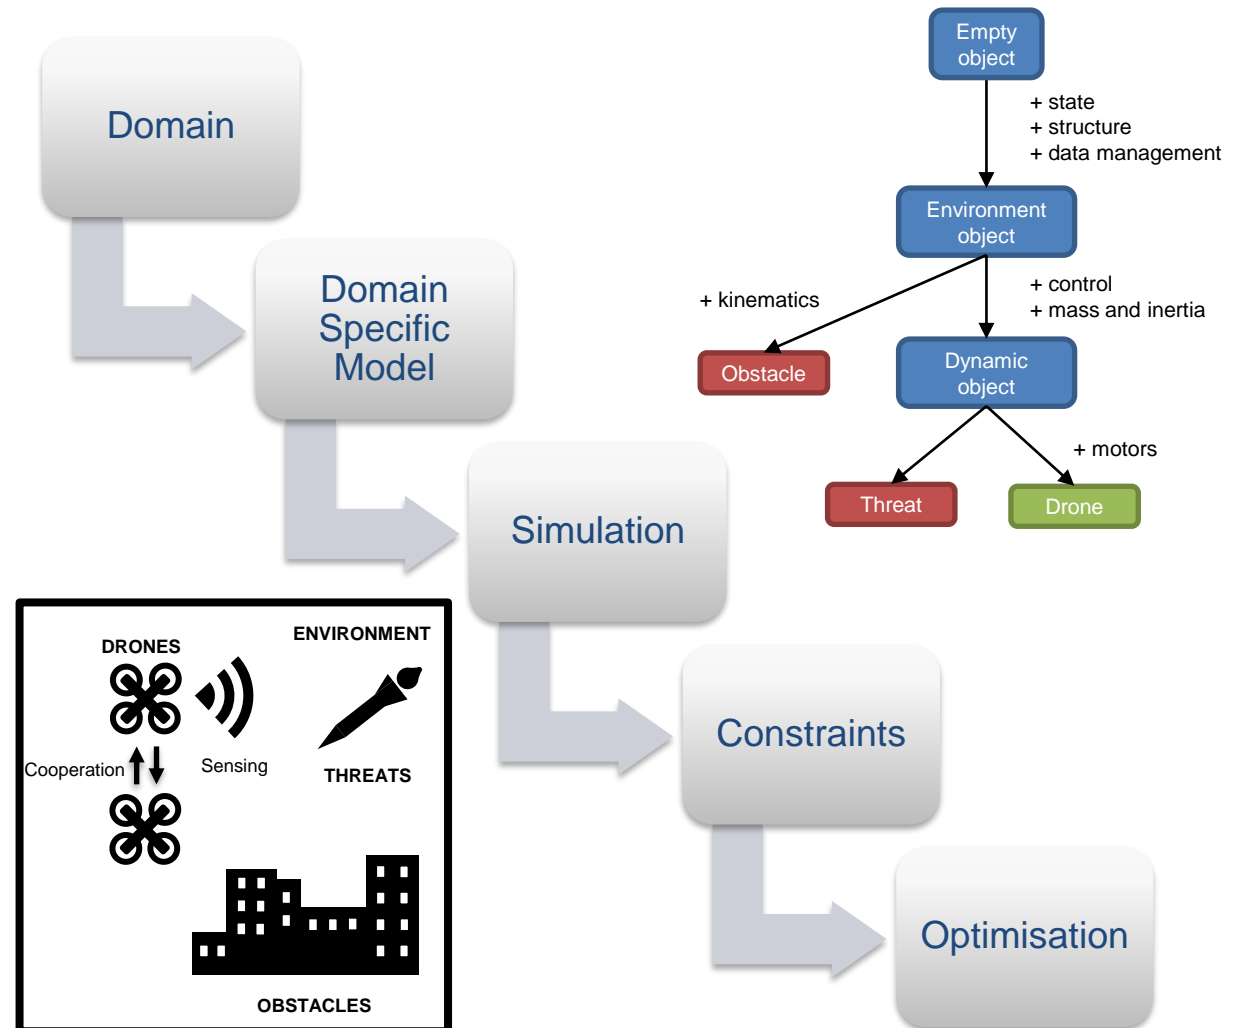 Domain
Domain
Specific
Model
Simulation
Constraints
Optimisation
Empty
object
+ state
+ structure
+ data management
Environment
object
+ kinematics
+ control
+ mass and inertia
Obstacle
Dynamic
object
+ motors
Threat
Drone
ENVIRONMENT
DRONES
Cooperation
Sensing
THREATS
OBSTACLES